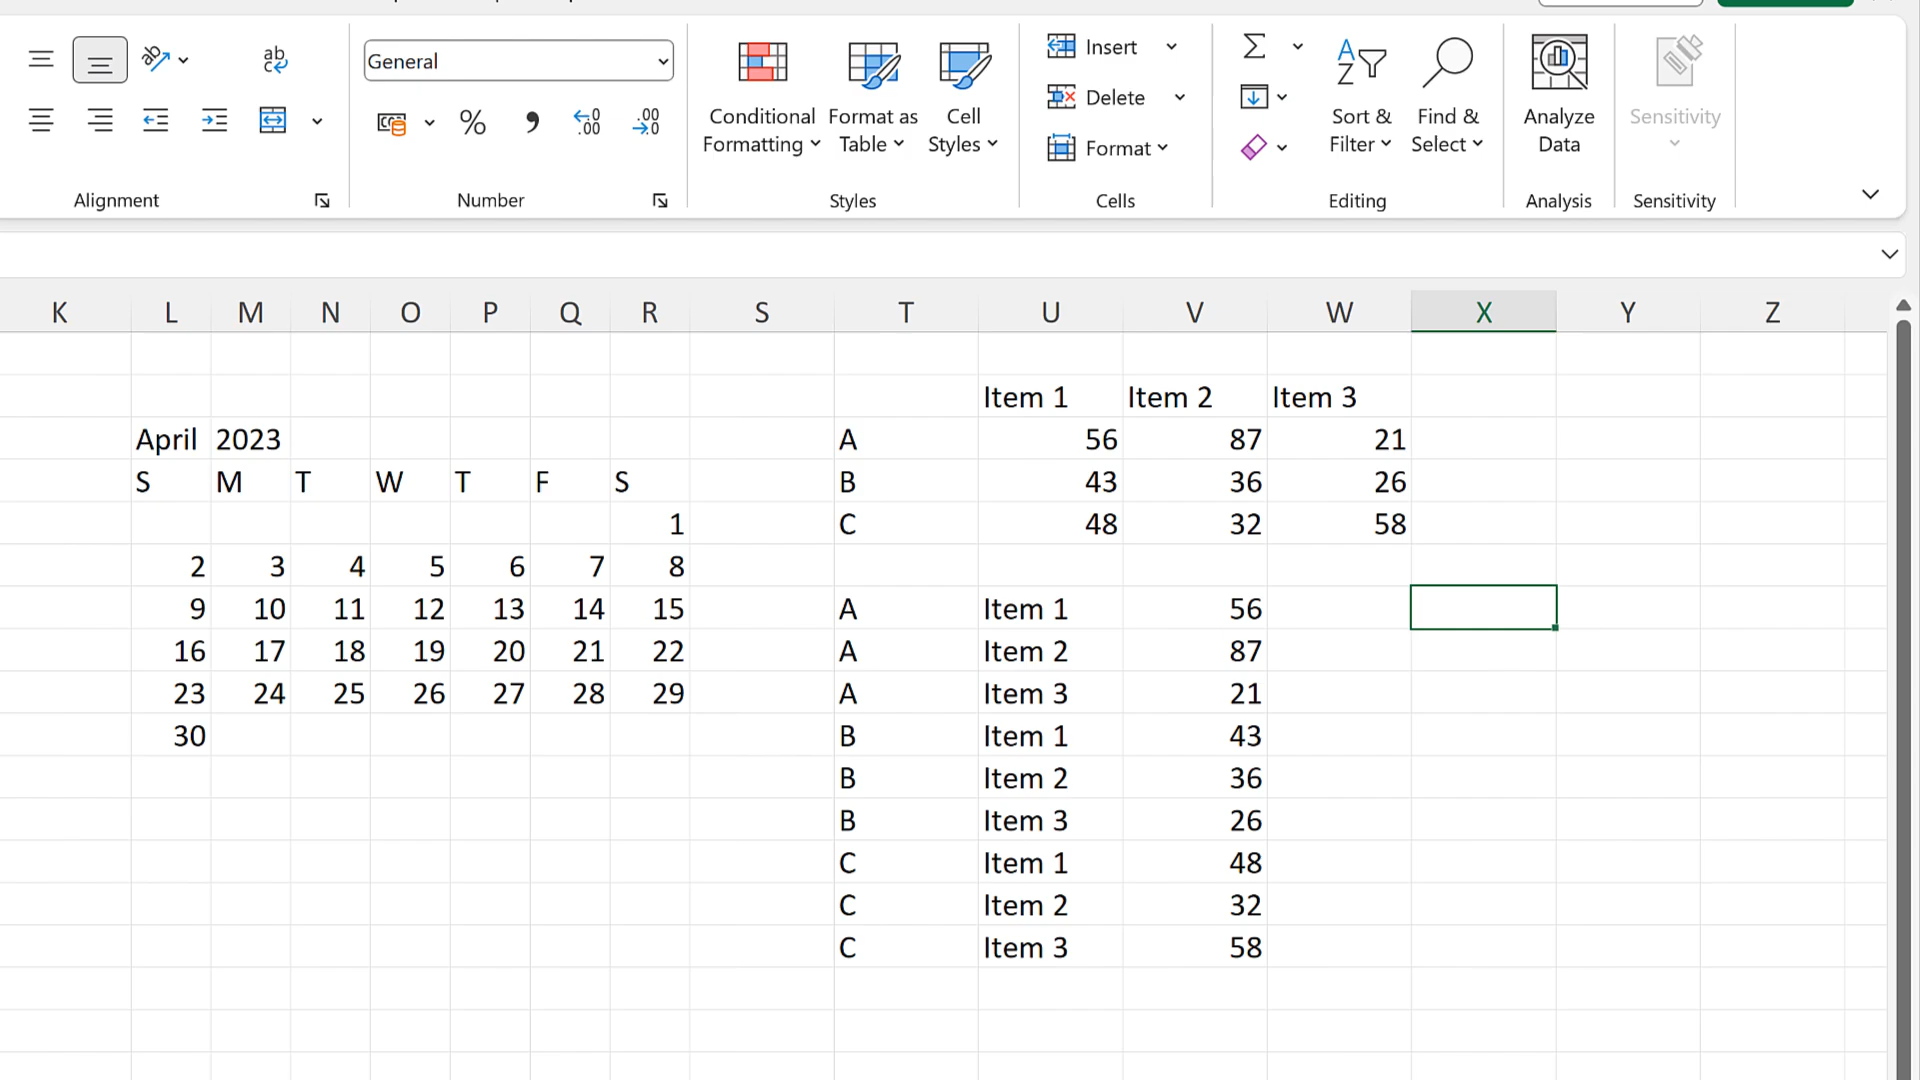 ab
ab
c
General
% , .00 .00
Conditional Formatting
Format as Table
Cell Styles
Insert
Delete
Format
Σ
A
Z
Sort & Filter
Find & Select
Analyze Data
Sensitivity
Alignment Number Styles Cells Editing Analysis Sensitivity
K L M N O P Q R S T U V W X Y Z
Item 1 Item 2 Item 3
April 2023 A 56 87 21
S M T W T F S B 43 36 26
1 C 48 32 58
2 3 4 5 6 7 8
9 10 11 12 13 14 15 A Item 1 56
16 17 18 19 20 21 22 A Item 2 87
23 24 25 26 27 28 29 A Item 3 21
30 B Item 1 43
B Item 2 36
B Item 3 26
C Item 1 48
C Item 2 32
C Item 3 58